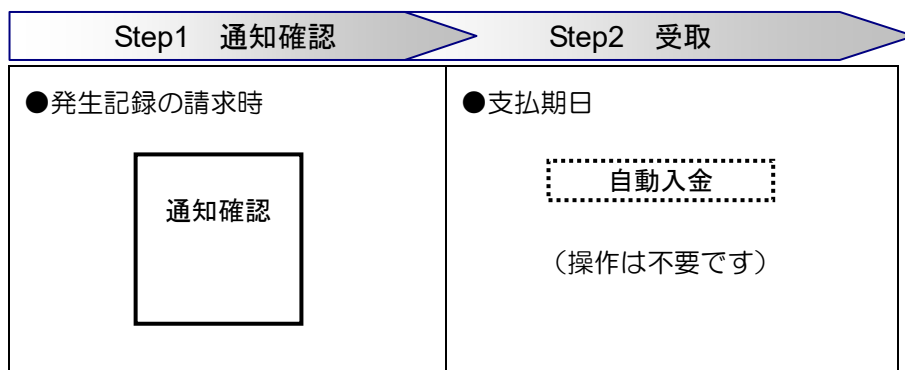 Step1 通知確認
Step2 受取
●発生記録の請求時
通知確認
●支払期日
自動入金
（操作は不要です）